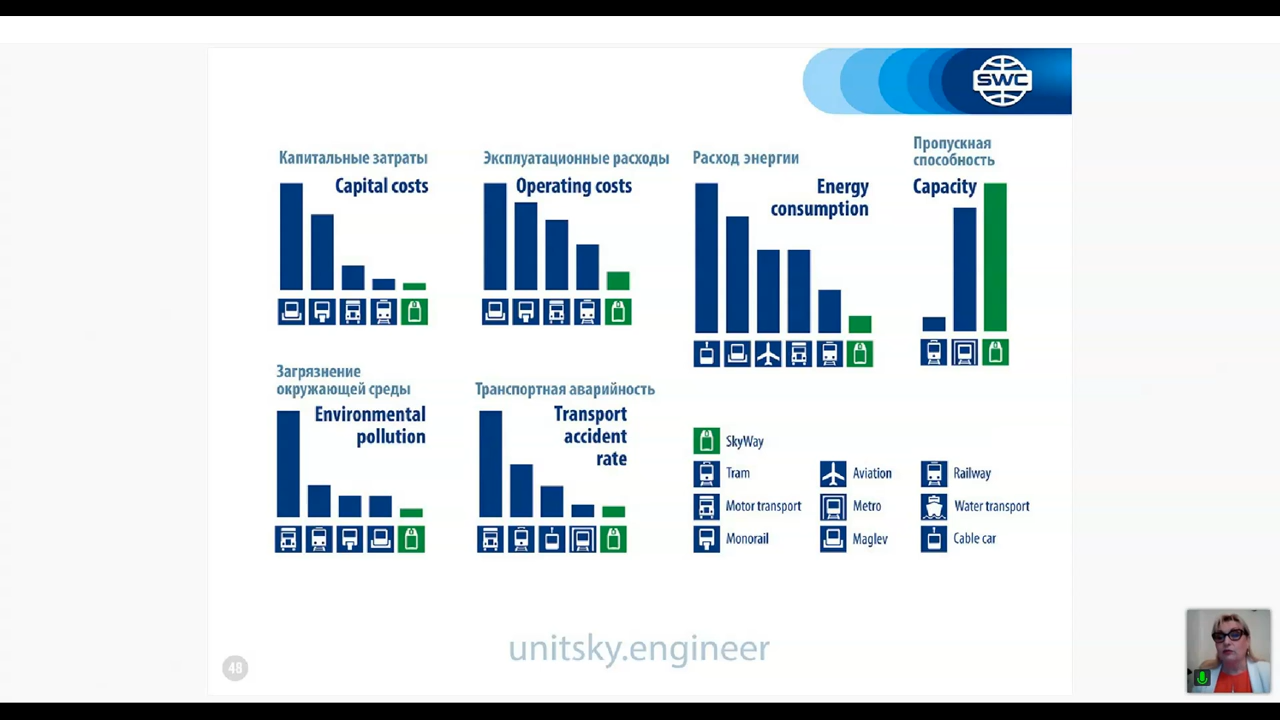 SWC
Капитальные затраты
Capital costs
Эксплуатационные расходы
Operating costs
Расход энергии
Energy
consumption
Пропускная
способность
Capacity
Загрязнение
окружающей среды
Environmental
pollution
Транспортная аварийность
Transport
accident
rate
SkyWay
Tram
Aviation
Railway
Motor transport
Metro
Water transport
Monorail
Maglev
Cable car
unitsky.engineer
48